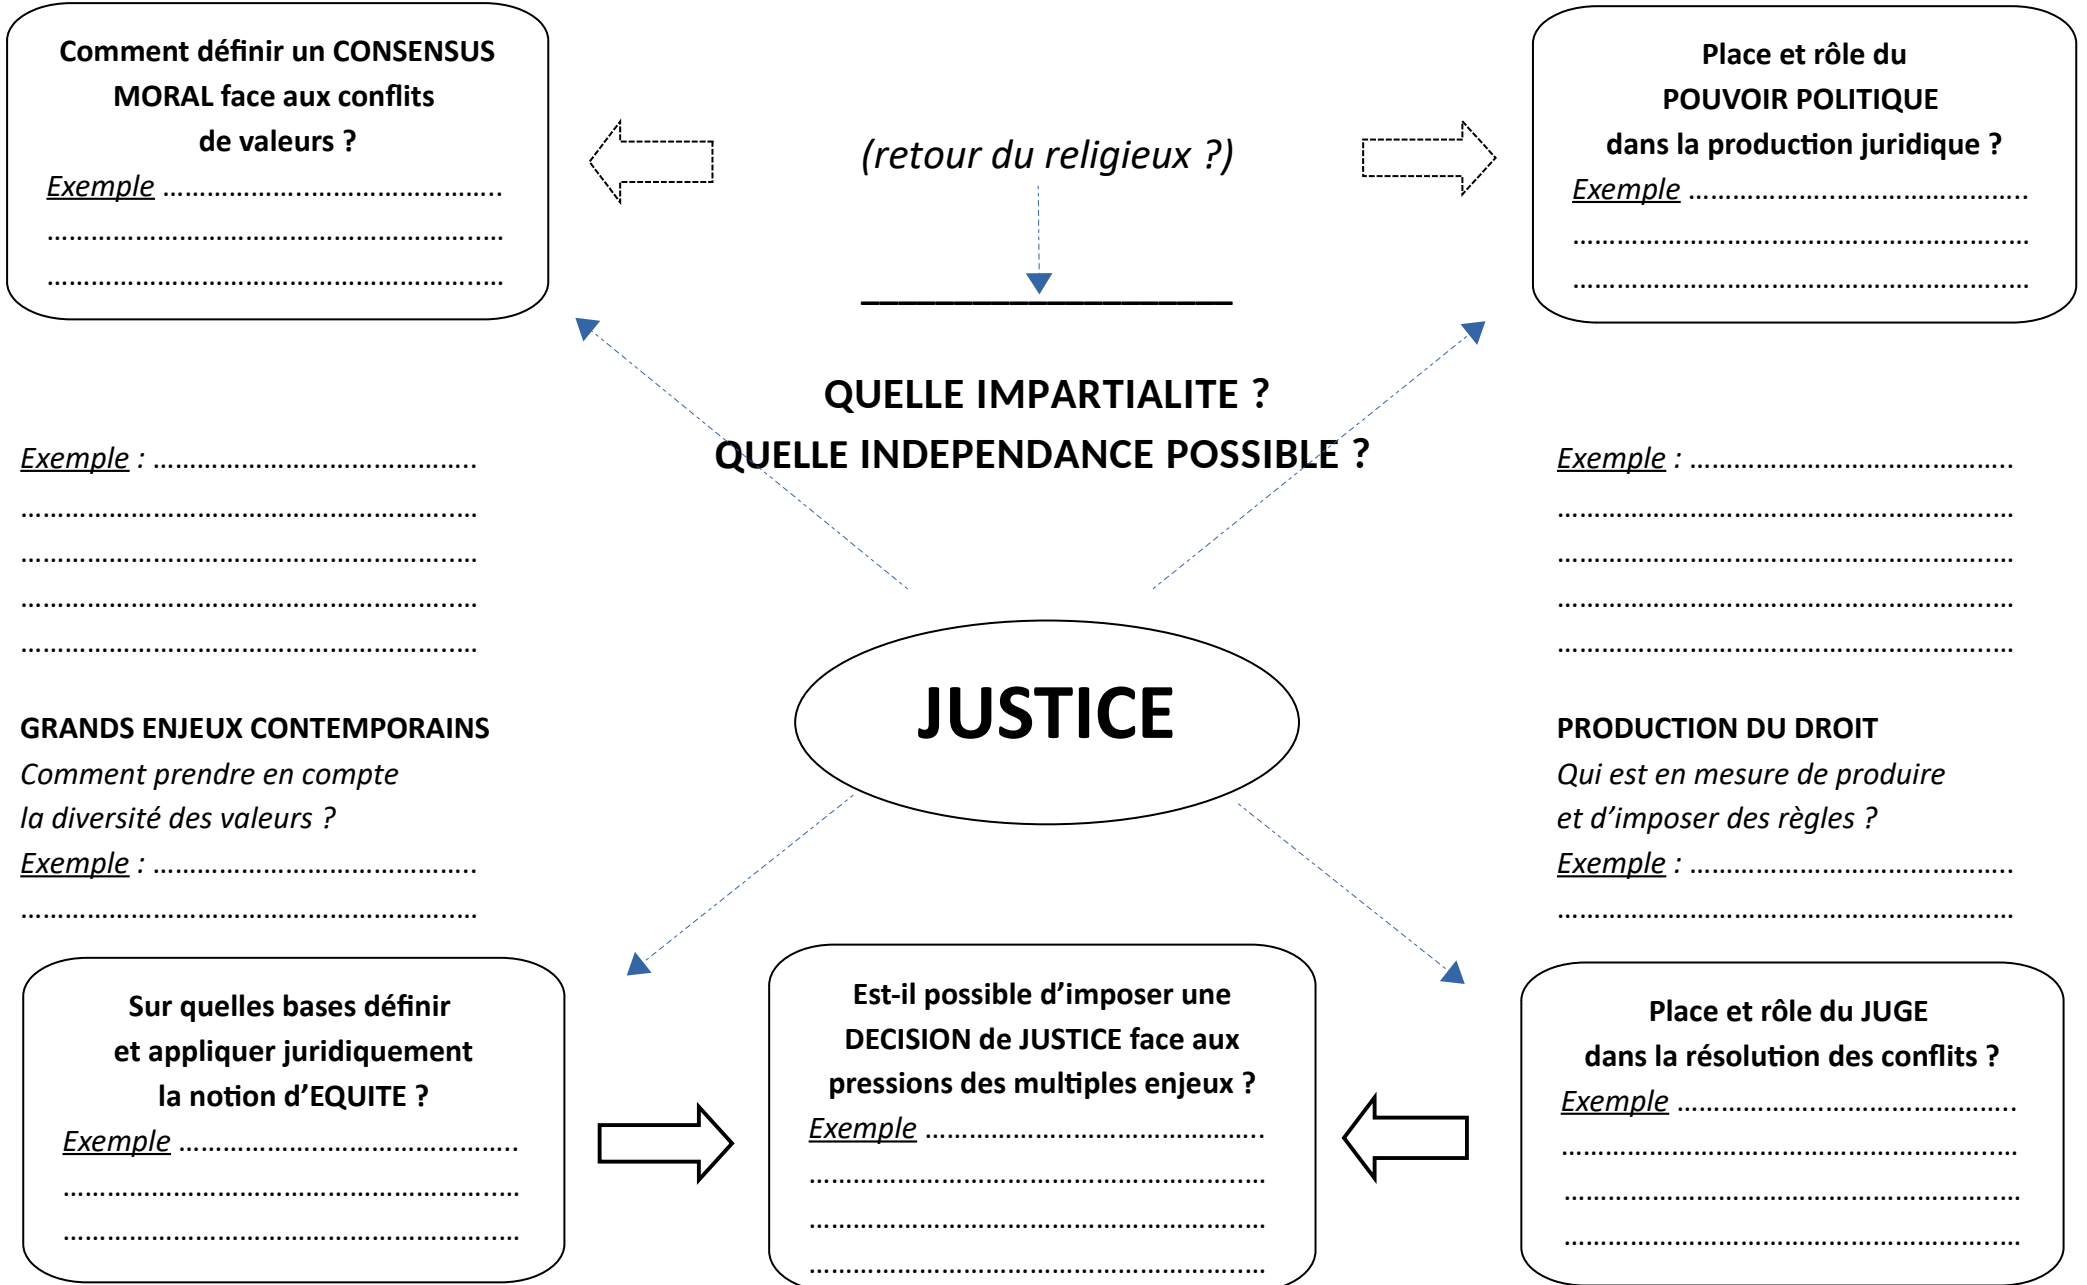 Comment définir un CONSENSUS
MORAL face aux conflits
de valeurs ?
Exemple ………………..……………………..
…………………………………………………..…
…………………………………………………..…
(retour du religieux ?)
____________________
Place et rôle du
POUVOIR POLITIQUE
dans la production juridique ?
Exemple ………………..……………………..
…………………………………………………..…
…………………………………………………..…
QUELLE IMPARTIALITE ?
QUELLE INDEPENDANCE POSSIBLE ?
Exemple : ……………………………………..
…………………………………………………..…
…………………………………………………..…
…………………………………………………..…
…………………………………………………..…
Exemple : ……………………………………..
…………………………………………………..…
…………………………………………………..…
…………………………………………………..…
…………………………………………………..…
JUSTICE
GRANDS ENJEUX CONTEMPORAINS
Comment prendre en compte
la diversité des valeurs ?
Exemple : ……………………………………..
…………………………………………………..…
PRODUCTION DU DROIT
Qui est en mesure de produire
et d’imposer des règles ?
Exemple : ……………………………………..
…………………………………………………..…
Sur quelles bases définir
et appliquer juridiquement
la notion d’EQUITE ?
Exemple ………………..……………………..
…………………………………………………..…
…………………………………………………..…
Est-il possible d’imposer une
DECISION de JUSTICE face aux
pressions des multiples enjeux ?
Exemple ………………..……………………..
…………………………………………………..…
…………………………………………………..…
…………………………………………………..…
Place et rôle du JUGE
dans la résolution des conflits ?
Exemple ………………..……………………..
…………………………………………………..…
…………………………………………………..…
…………………………………………………..…